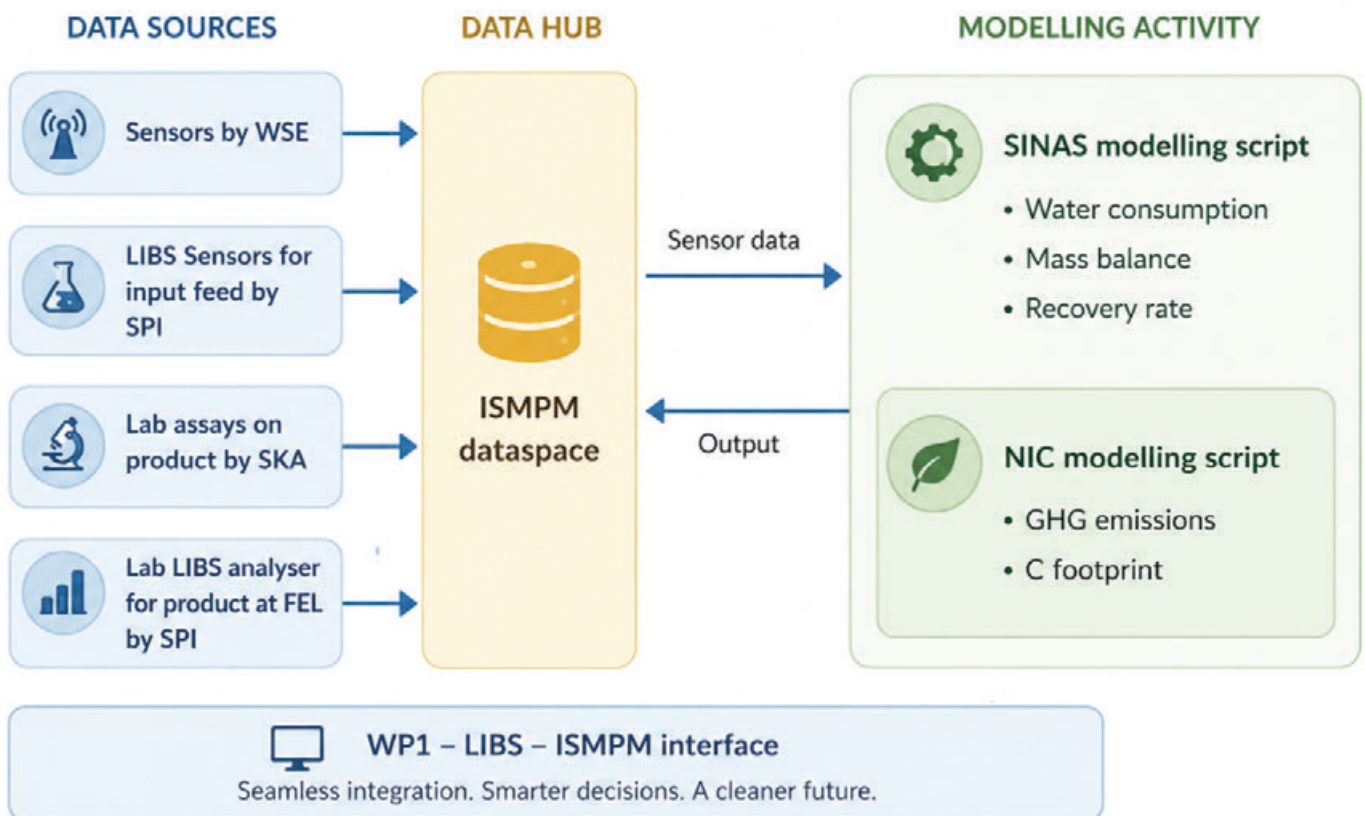 DATA SOURCES
DATA HUB
MODELLING ACTIVITY
Sensors by WSE
LIBS Sensors for
input feed by
SPI
Lab assays on
product by SKA
Lab LIBS analyser
for product at FEL
by SPI
ISMPM
dataspace
Sensor data
Output
SINAS modelling script
• Water consumption
• Mass balance
• Recovery rate
NIC modelling script
• GHG emissions
• C footprint
WP1 – LIBS – ISMPM interface
Seamless integration. Smarter decisions. A cleaner future.